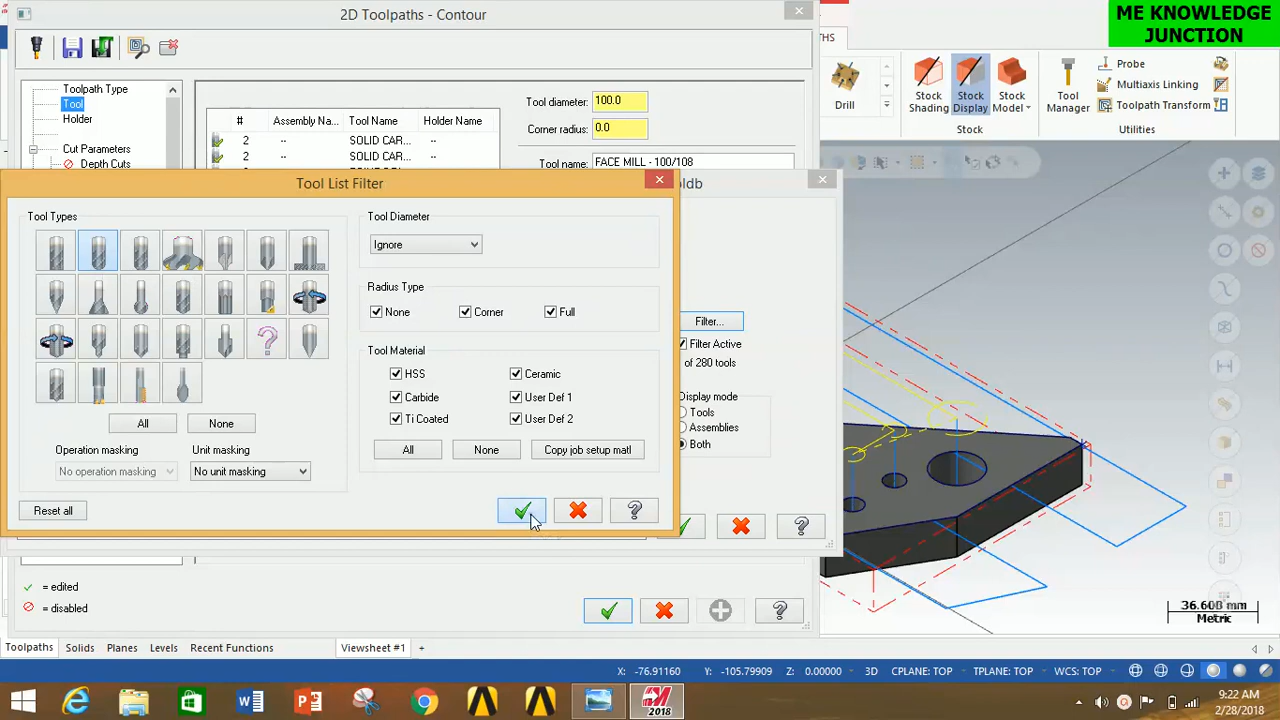 2D Toolpaths - Contour
ME KNOWLEDGE
JUNCTION
THS
Toolpath Type
Tool
Holder
Cut Parameters
Depth Cuts
# Assembly Na... Tool Name Holder Name
2 -- SOLID CAR... --
2 -- SOLID CAR... --
Tool diameter: 100.0
Corner radius: 0.0
Tool name: FACE MILL - 100/108
Drill
Stock
Shading
Stock
Display
Stock
Model
Stock
Tool
Manager
Probe
Multiaxis Linking
Toolpath Transform
Utilities
Tool List Filter
oldb
Tool Types
All
None
Operation masking
No operation masking
Unit masking
No unit masking
Reset all
Tool Diameter
Ignore
Radius Type
None
Corner
Full
Tool Material
HSS
Ceramic
Carbide
User Def 1
Ti Coated
User Def 2
All
None
Copy job setup matl
Filter...
Filter Active
of 280 tools
Display mode
Tools
Assemblies
Both
= edited
= disabled
36.608 mm
Metric
Toolpaths Solids Planes Levels Recent Functions
Viewsheet #1 +
X: -76.91160 Y: -105.79909 Z: 0.00000 3D CPLANE: TOP TPLANE: TOP WCS: TOP
2018
9:22 AM
2/28/2018